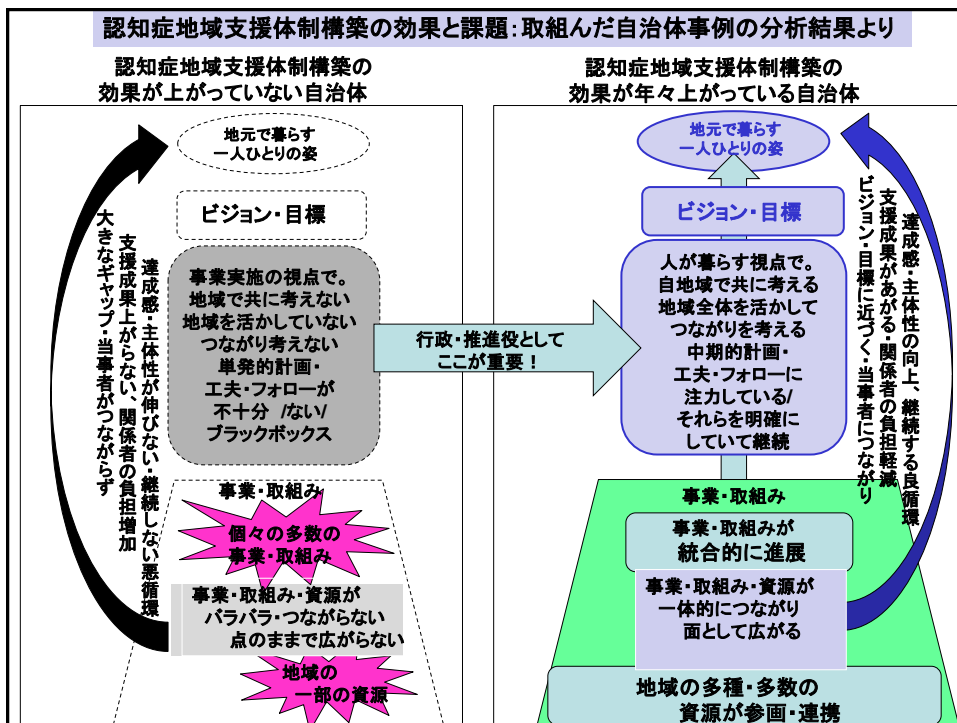 認知症地域支援体制構築の効果と課題：取組んだ自治体事例の分析結果より
認知症地域支援体制構築の
効果が上がっていない自治体
地元で暮らす
一人ひとりの姿
ビジョン・目標
事業実施の視点で。
地域で共に考えない
地域を活かしていない
つながり考えない
単発的計画・
工夫・フォローが
不十分 /ない/
ブラックボックス
達成感・主体性が伸びない・継続しない悪循環
支援成果上がらない、関係者の負担増加
大きなギャップ・当事者がつながらず
事業・取組み
個々の多数の
事業・取組み
事業・取組み・資源が
バラバラ・つながらない
点のままで広がらない
地域の
一部の資源
行政・推進役として
ここが重要！
認知症地域支援体制構築の
効果が年々上がっている自治体
地元で暮らす
一人ひとりの姿
ビジョン・目標
人が暮らす視点で。
自地域で共に考える
地域全体を活かして
つながりを考える
中期的計画・
工夫・フォローに
注力している/
それらを明確に
していて継続
達成感・主体性の向上、継続する良循環
支援成果があがる・関係者の負担軽減
ビジョン・目標に近づく・当事者につながり
事業・取組み
事業・取組みが
統合的に進展
事業・取組み・資源が
一体的につながり
面として広がる
地域の多種・多数の
資源が参画・連携